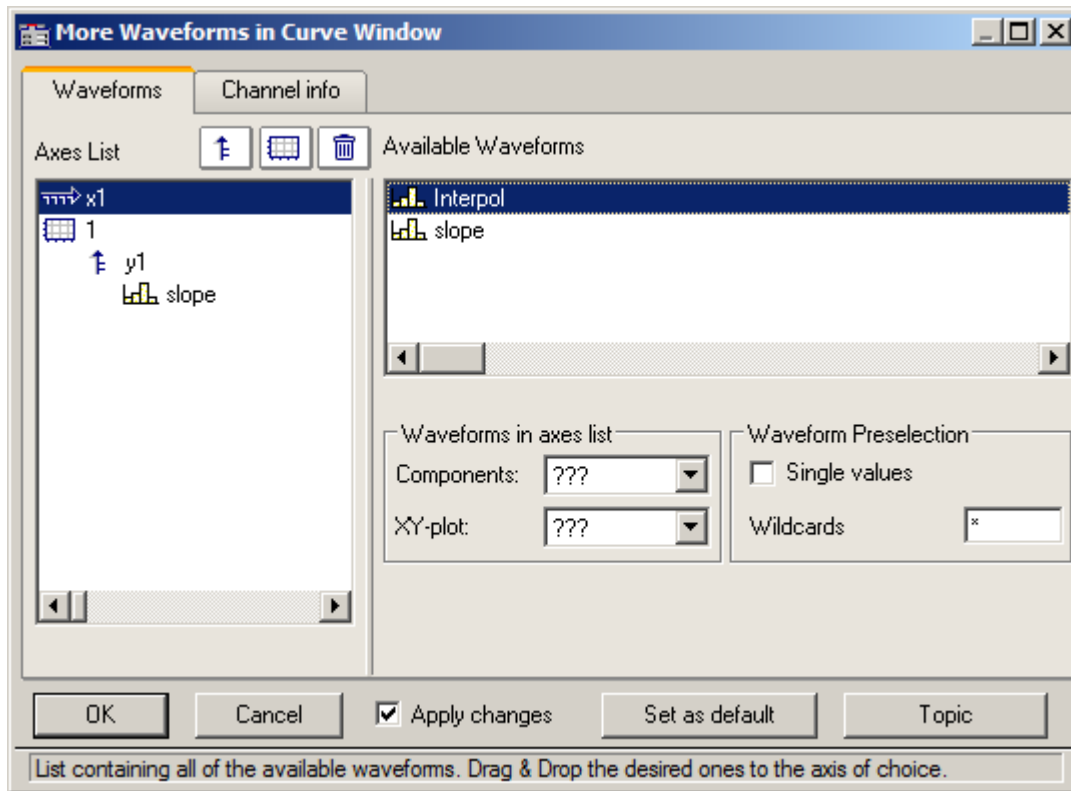 More Waveforms in Curve Window
Waveforms Channel info
Axes List Available Waveforms
x1
1
y1
slope
Interpol
slope
Waveforms in axes list
Components: ???
XY-plot: ???
Waveform Preselection
Single values
Wildcards *
OK Cancel Apply changes Set as default Topic
List containing all of the available waveforms. Drag & Drop the desired ones to the axis of choice.